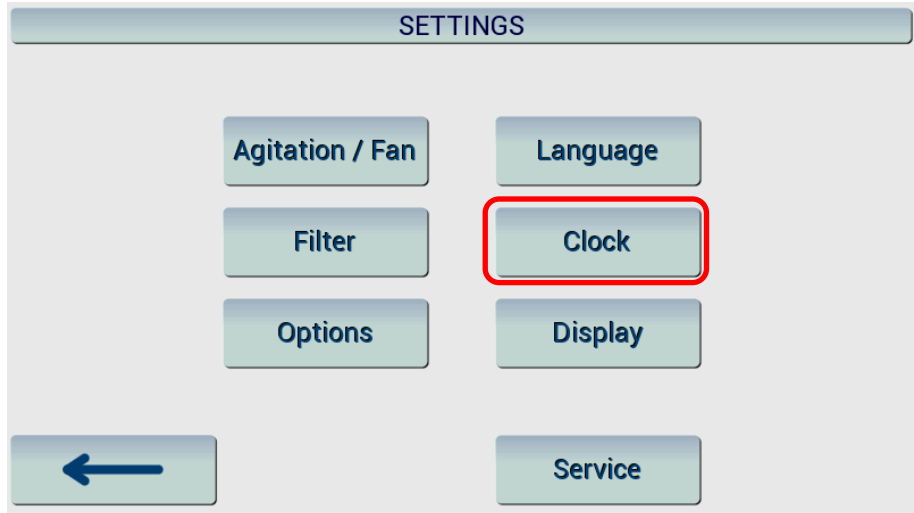 SETTINGS
Agitation / Fan
Language
Filter
Clock
Options
Display
Service